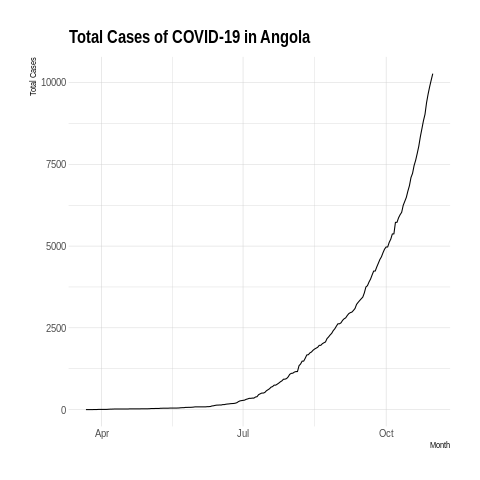 Total Cases of COVID-19 in Angola
Total Cases
10000
7500
5000
2500
0
Apr
Jul
Oct
Month